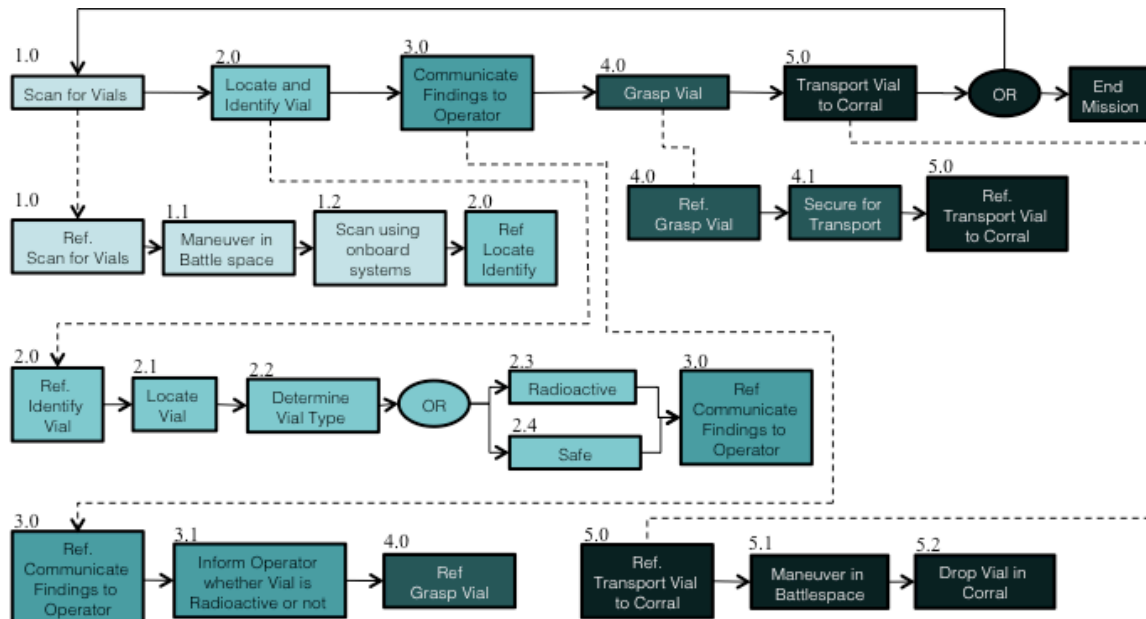 1.0
Scan for Vials
2.0
Locate and
Identify Vial
3.0
Communicate
Findings to
Operator
4.0
Grasp Vial
5.0
Transport Vial
to Corral
OR
End
Mission
1.0
Ref.
Scan for Vials
1.1
Maneuver in
Battle space
1.2
Scan using
onboard
systems
2.0
Ref
Locate
Identify
4.0
Ref.
Grasp Vial
4.1
Secure for
Transport
5.0
Ref.
Transport Vial
to Corral
2.0
Ref.
Identify
Vial
2.1
Locate
Vial
2.2
Determine
Vial Type
OR
2.3
Radioactive
2.4
Safe
3.0
Ref
Communicate
Findings to
Operator
3.0
Ref.
Communicate
Findings to
Operator
3.1
Inform Operator
whether Vial is
Radioactive or not
4.0
Ref
Grasp Vial
5.0
Ref.
Transport Vial
to Corral
5.1
Maneuver in
Battlespace
5.2
Drop Vial in
Corral